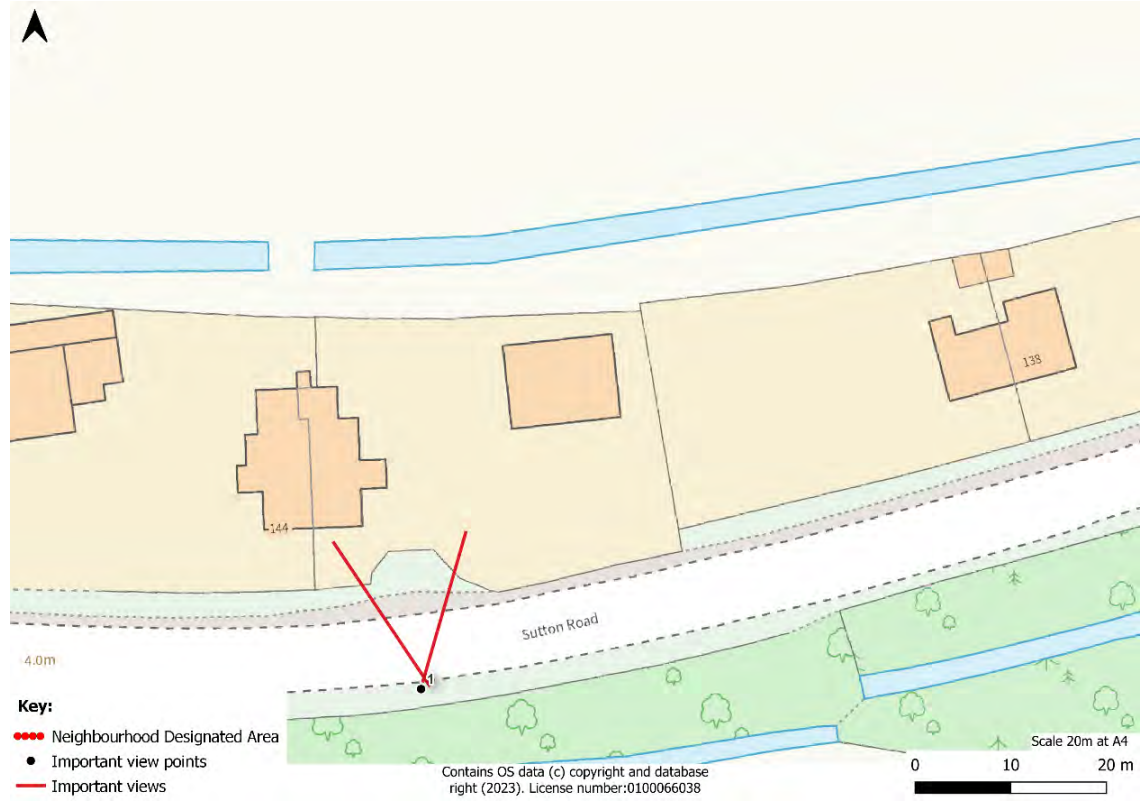 138
144
Sutton Road
4.0m
1
Key:
Neighbourhood Designated Area
Important view points
Important views
Contains OS data (c) copyright and database
right (2023). License number:0100066038
Scale 20m at A4
0 10 20 m